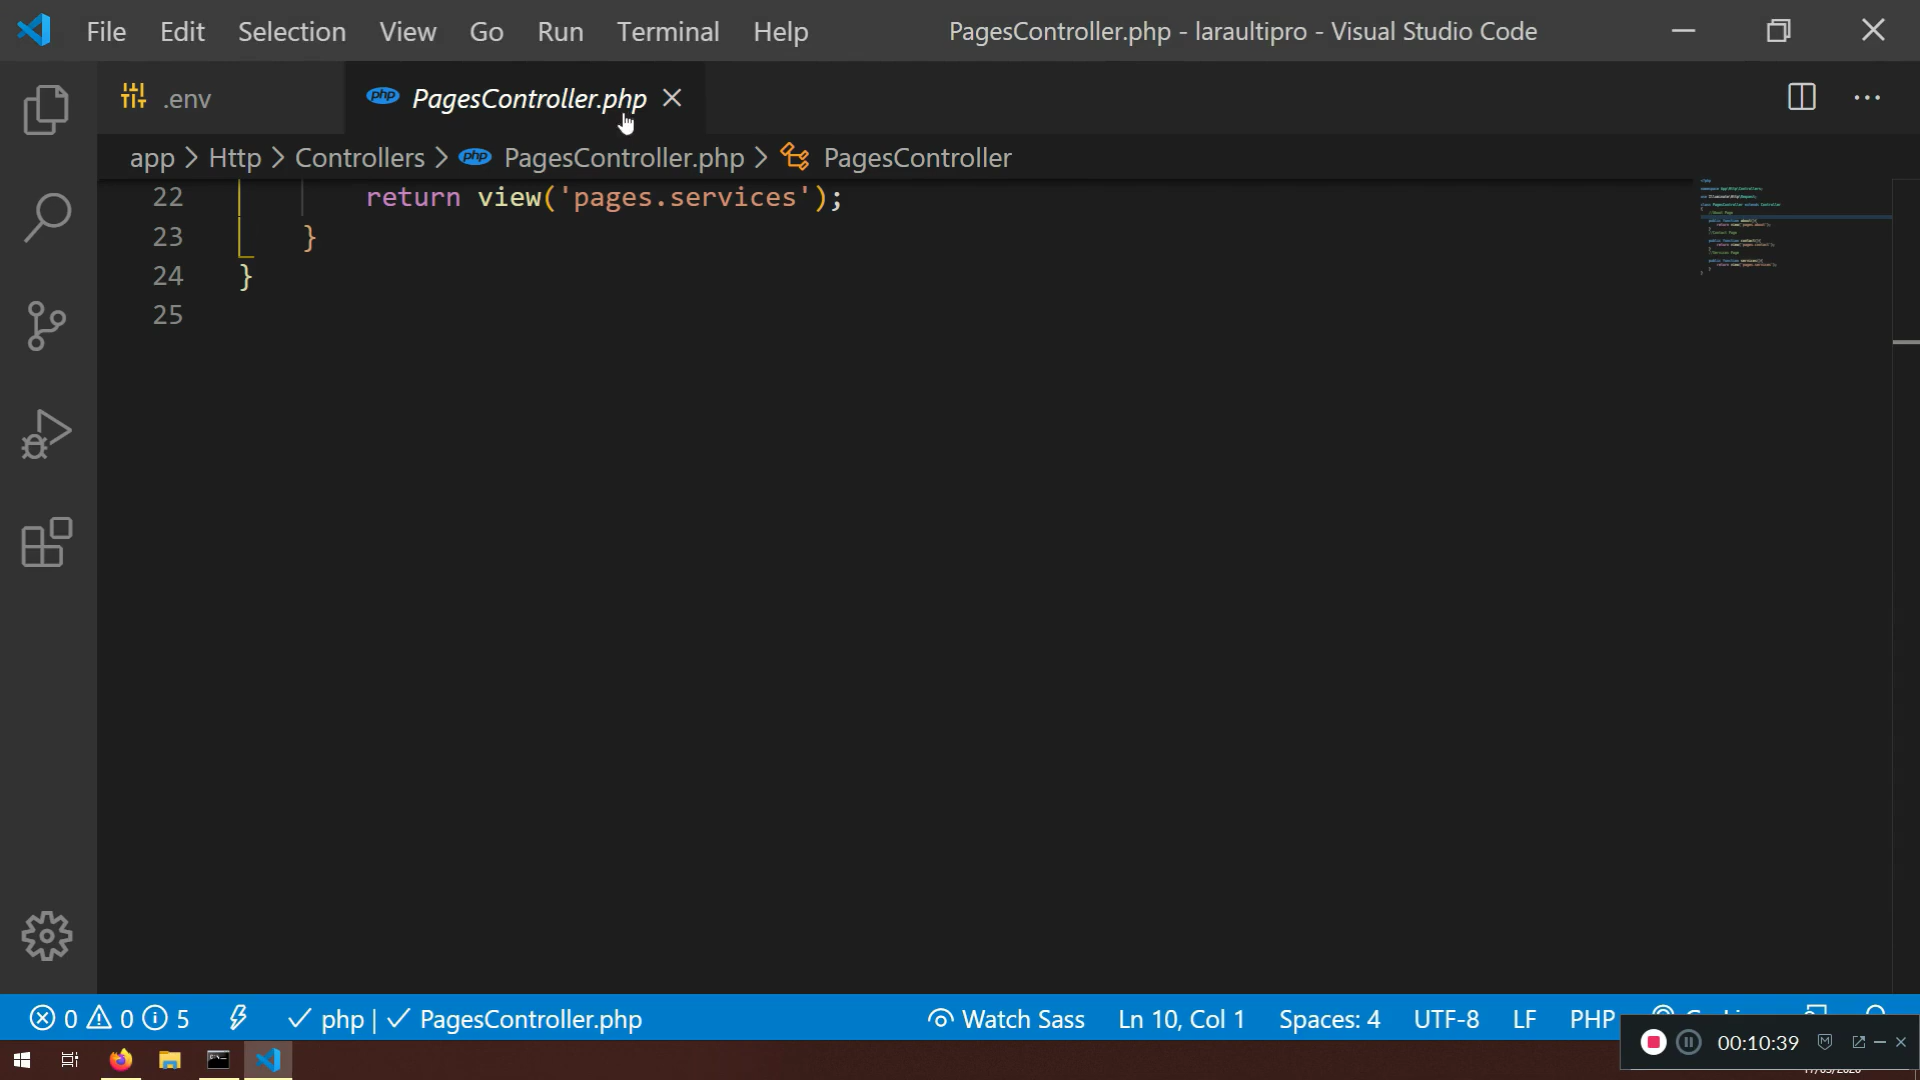 File Edit Selection View Go Run Terminal Help PagesController.php - laraultipro - Visual Studio Code
.env php PagesController.php
app > Http > Controllers > php PagesController.php > PagesController
22 return view('pages.services');
23 }
24 }
25
0 0 5 php | PagesController.php Watch Sass Ln 10, Col 1 Spaces: 4 UTF-8 LF PHP
00:10:39